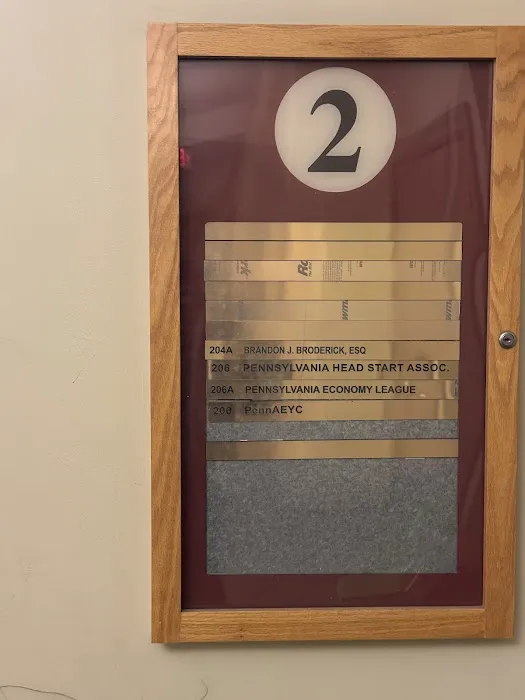 2
204A BRANDON J. BRODERICK, ESQ
206 PENNSYLVANIA HEAD START ASSOC.
206A PENNSYLVANIA ECONOMY LEAGUE
200 PennAEYC